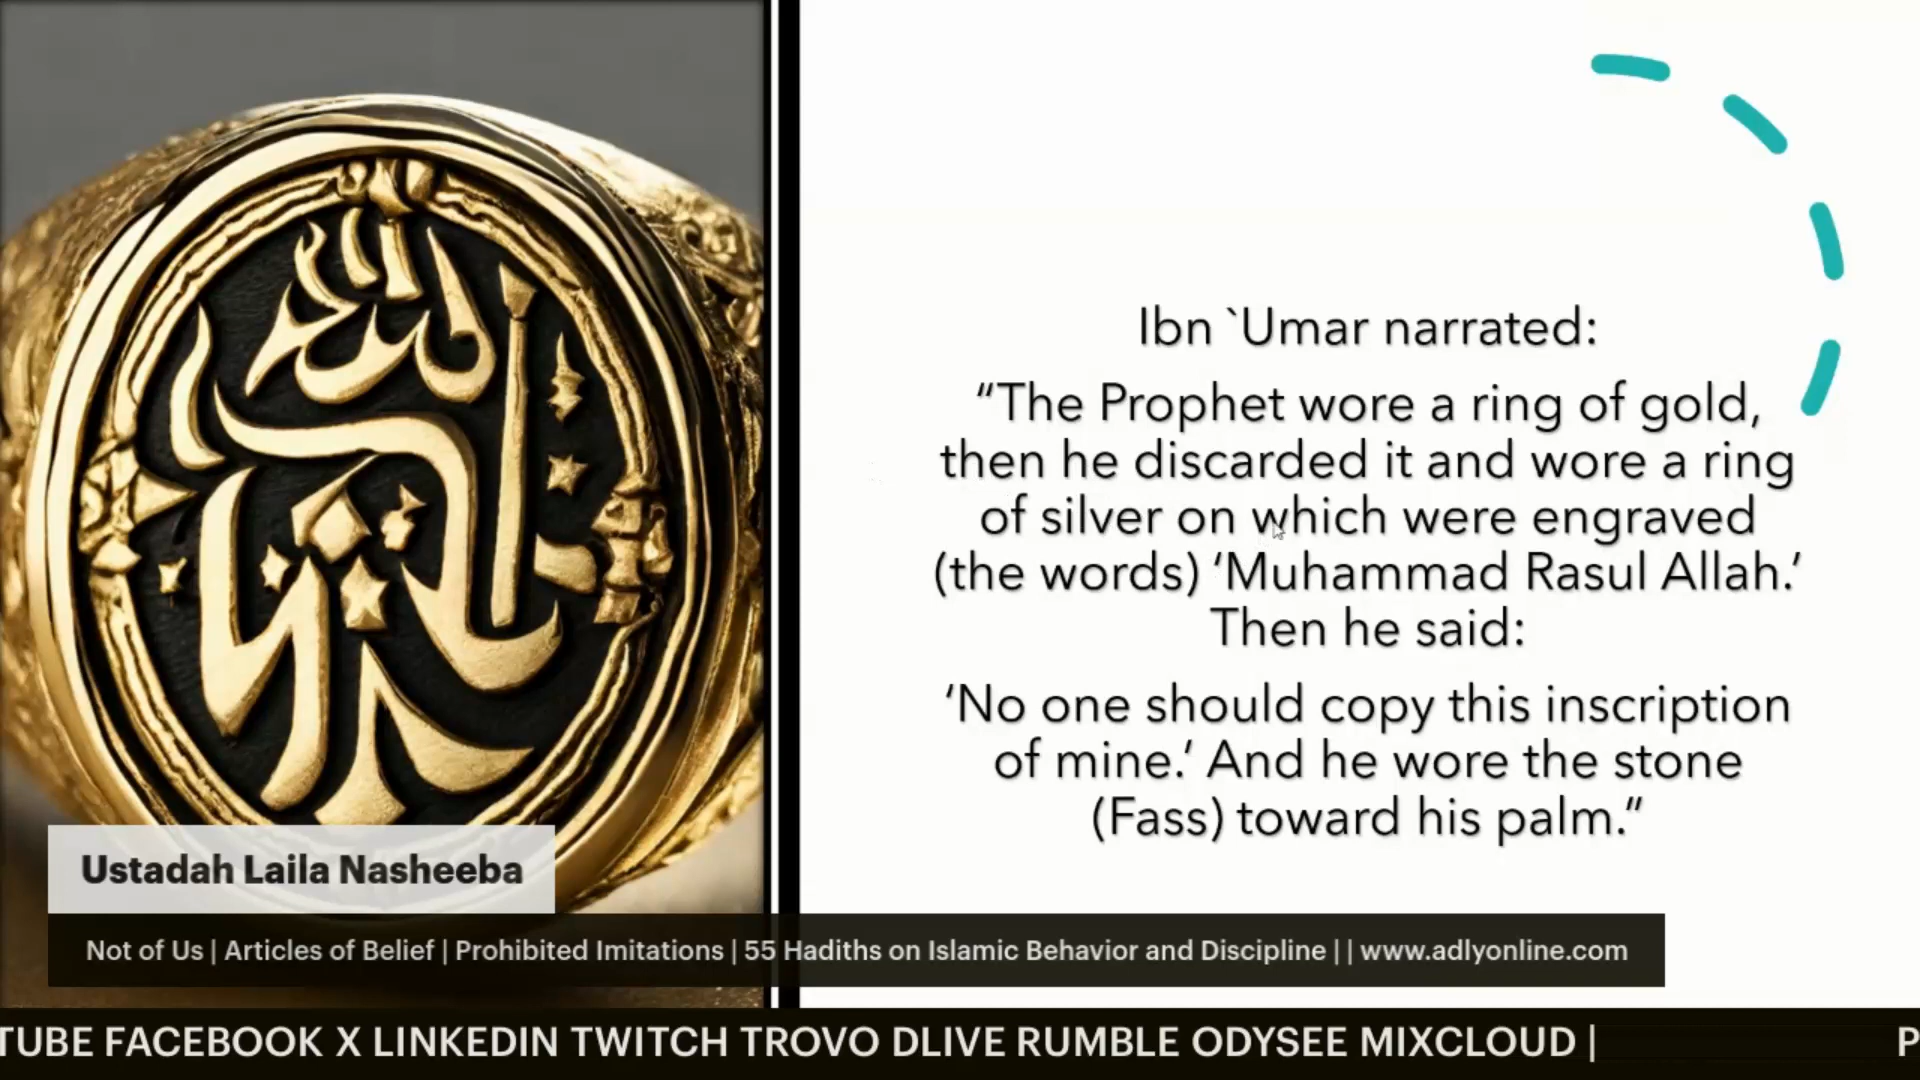 Ibn `Umar narrated:
“The Prophet wore a ring of gold,
then he discarded it and wore a ring
of silver on which were engraved
(the words) ‘Muhammad Rasul Allah.’
Then he said:
‘No one should copy this inscription
of mine.’ And he wore the stone
(Fass) toward his palm.”
Ustadah Laila Nasheeba
Not of Us | Articles of Belief | Prohibited Imitations | 55 Hadiths on Islamic Behavior and Discipline | | www.adlyonline.com
TUBE FACEBOOK X LINKEDIN TWITCH TROVO DLIVE RUMBLE ODYSEE MIXCLOUD | P